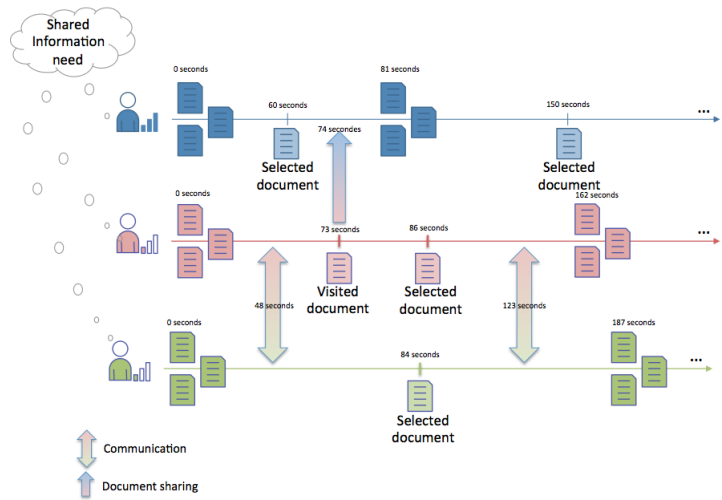 Shared
Information
need
0 seconds
60 seconds
81 seconds
150 seconds
...
74 secondes
Selected
document
Selected
document
0 seconds
73 seconds
86 seconds
162 seconds
...
Visited
document
Selected
document
48 seconds
123 seconds
0 seconds
84 seconds
187 seconds
...
Selected
document
Communication
Document sharing